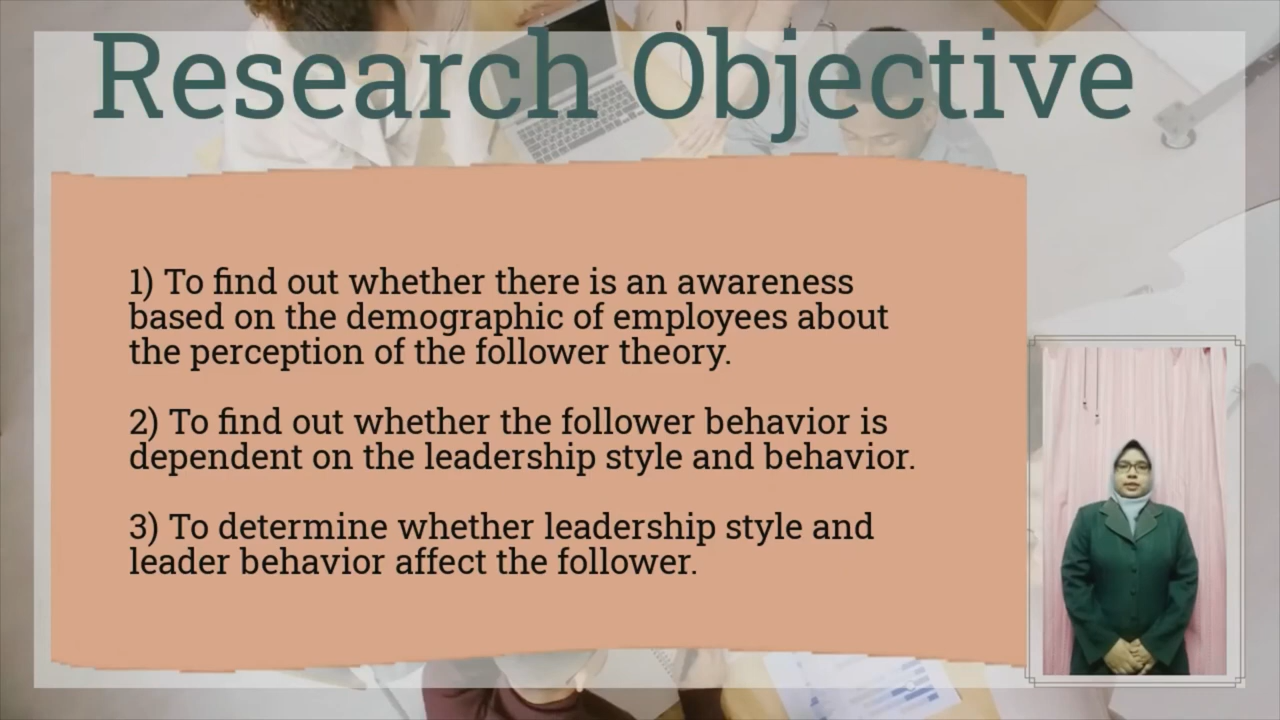 Research Objective
1) To find out whether there is an awareness
based on the demographic of employees about
the perception of the follower theory.
2) To find out whether the follower behavior is
dependent on the leadership style and behavior.
3) To determine whether leadership style and
leader behavior affect the follower.